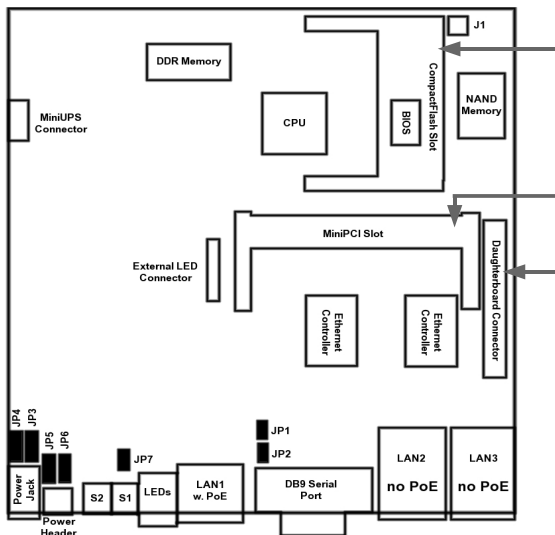 J1
DDR Memory
CompactFlash Slot
NAND
Memory
MiniUPS
Connector
CPU
BIOS
MiniPCI Slot
External LED
Connector
Daughterboard Connector
Ethernet
Controller
Ethernet
Controller
JP4
JP3
JP5
JP6
JP7
JP1
JP2
Power
Jack
Power
Header
S2
S1
LEDs
LAN1
w. PoE
DB9 Serial
Port
LAN2
no PoE
LAN3
no PoE